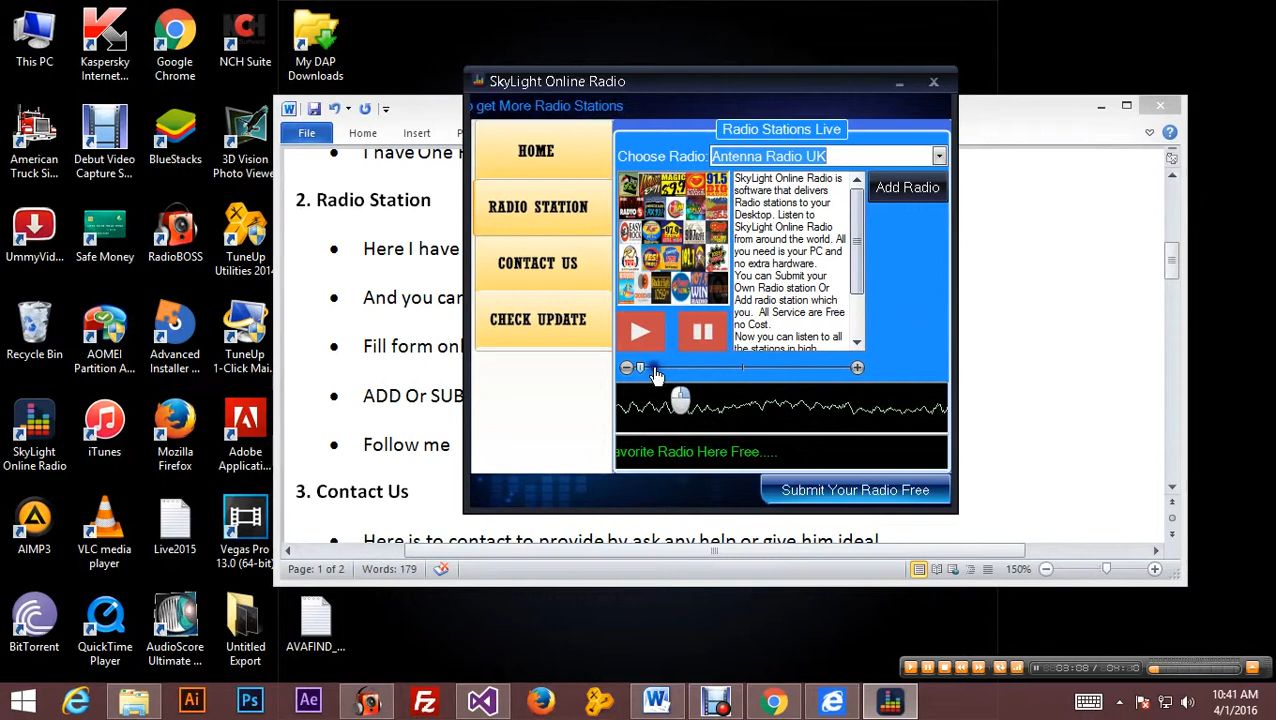 This PC
Kaspersky Internet...
Google Chrome
NCH Suite
My DAP Downloads
American Truck Si...
Debut Video Capture S...
BlueStacks
3D Vision Photo Viewer
UmmyVid...
Safe Money
RadioBOSS
TuneUp Utilities 2014
Recycle Bin
AOMEI Partition A...
Advanced Installer ...
TuneUp 1-Click Mai...
SkyLight Online Radio
iTunes
Mozilla Firefox
Adobe Applicati...
AIMP3
VLC media player
Live2015
Vegas Pro 13.0 (64-bit)
BitTorrent
QuickTime Player
AudioScore Ultimate ...
Untitled Export
AVAFIND_...
File
Home
Insert
2. Radio Station
Here I have
And you can
Fill form onl
ADD Or SUB
Follow me
3. Contact Us
Here is to contact to provide by ask any help or give him ideal
Page: 1 of 2
Words: 179
150%
SkyLight Online Radio
o get More Radio Stations
HOME
RADIO STATION
CONTACT US
CHECK UPDATE
Radio Stations Live
Choose Radio:
Antenna Radio UK
Add Radio
SkyLight Online Radio is
software that delivers
Radio stations to your
Desktop. Listen to
SkyLight Online Radio
from around the world. All
you need is your PC and
no extra hardware.
You can Submit your
Own Radio station Or
Add radio station which
you.  All Service are Free
no Cost.
Now you can listen to all
the stations in high
avorite Radio Here Free.....
Submit Your Radio Free
10:41 AM
4/1/2016